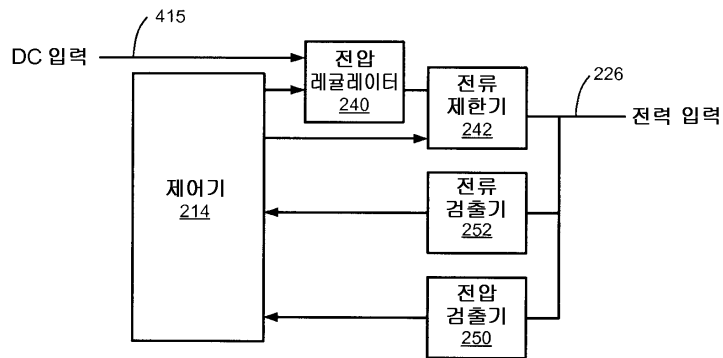 415
DC 입력
전압
레귤레이터
240
전류
제한기
242
226
전력 입력
제어기
214
전류
검출기
252
전압
검출기
250